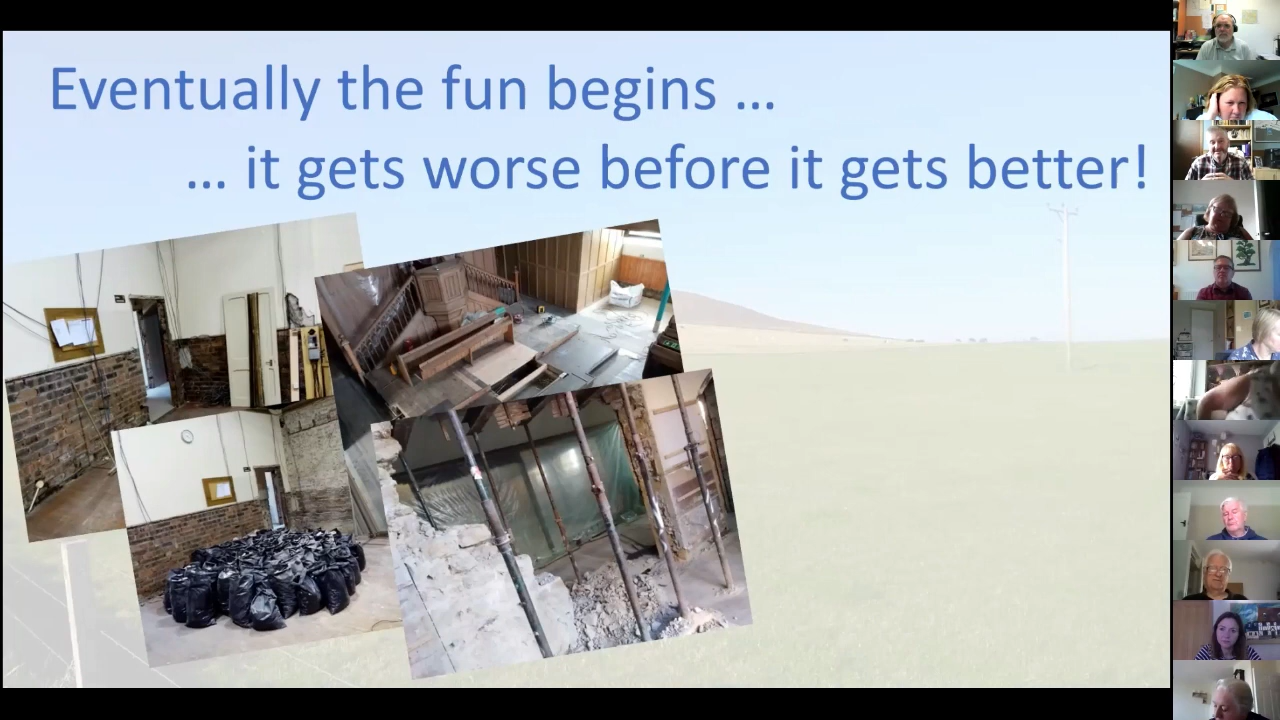 Eventually the fun begins ...
... it gets worse before it gets better!